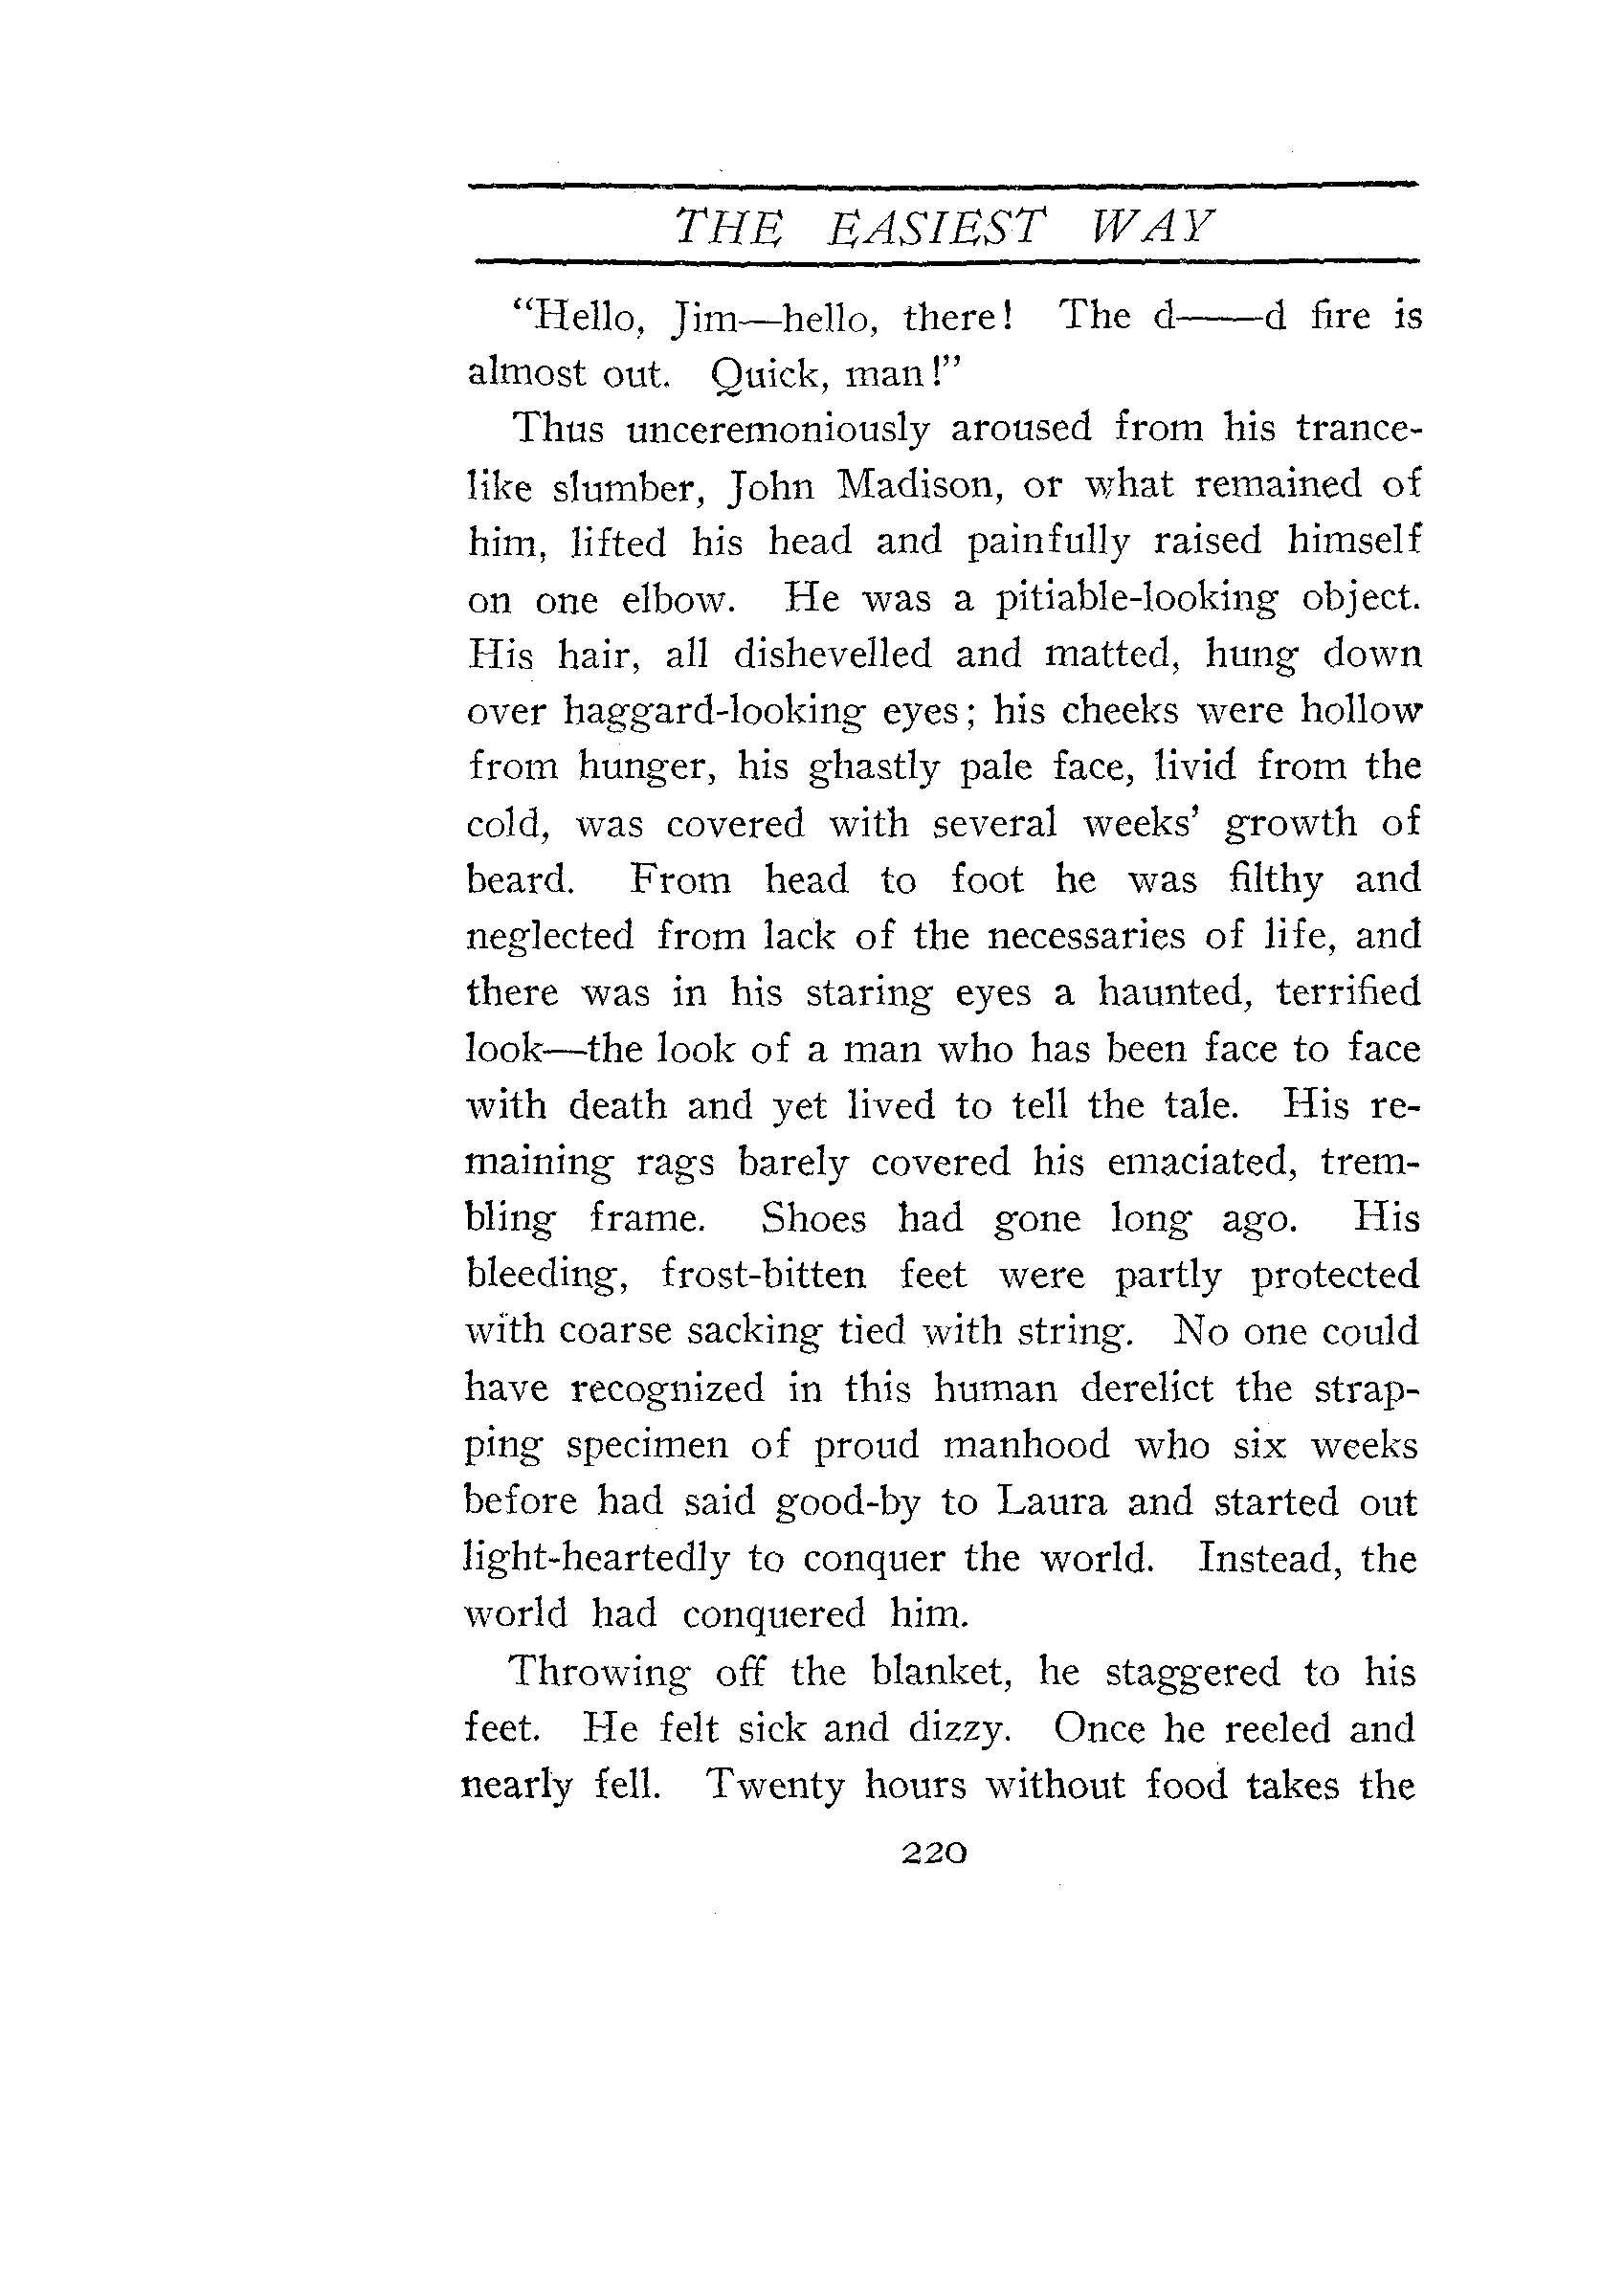 THE EASIEST WAY
“Hello, Jim—hello, there! The d——d fire is
almost out. Quick, man!”
Thus unceremoniously aroused from his trance-
like slumber, John Madison, or what remained of
him, lifted his head and painfully raised himself
on one elbow. He was a pitiable-looking object.
His hair, all dishevelled and matted, hung down
over haggard-looking eyes; his cheeks were hollow
from hunger, his ghastly pale face, livid from the
cold, was covered with several weeks’ growth of
beard. From head to foot he was filthy and
neglected from lack of the necessaries of life, and
there was in his staring eyes a haunted, terrified
look—the look of a man who has been face to face
with death and yet lived to tell the tale. His re-
maining rags barely covered his emaciated, trem-
bling frame. Shoes had gone long ago. His
bleeding, frost-bitten feet were partly protected
with coarse sacking tied with string. No one could
have recognized in this human derelict the strap-
ping specimen of proud manhood who six weeks
before had said good-by to Laura and started out
light-heartedly to conquer the world. Instead, the
world had conquered him.
Throwing off the blanket, he staggered to his
feet. He felt sick and dizzy. Once he reeled and
nearly fell. Twenty hours without food takes the
220